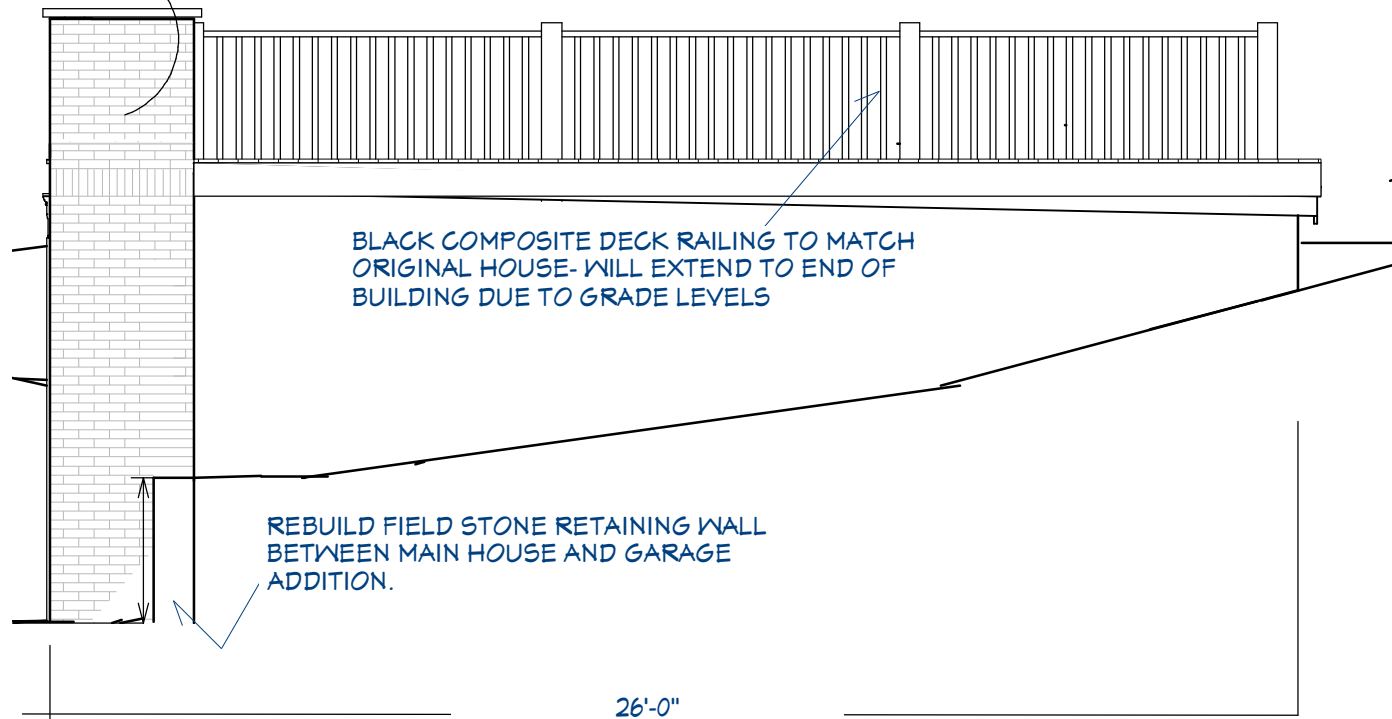 BLACK COMPOSITE DECK RAILING TO MATCH
ORIGINAL HOUSE- WILL EXTEND TO END OF
BUILDING DUE TO GRADE LEVELS
REBUILD FIELD STONE RETAINING WALL
BETWEEN MAIN HOUSE AND GARAGE
ADDITION.
26'-0"